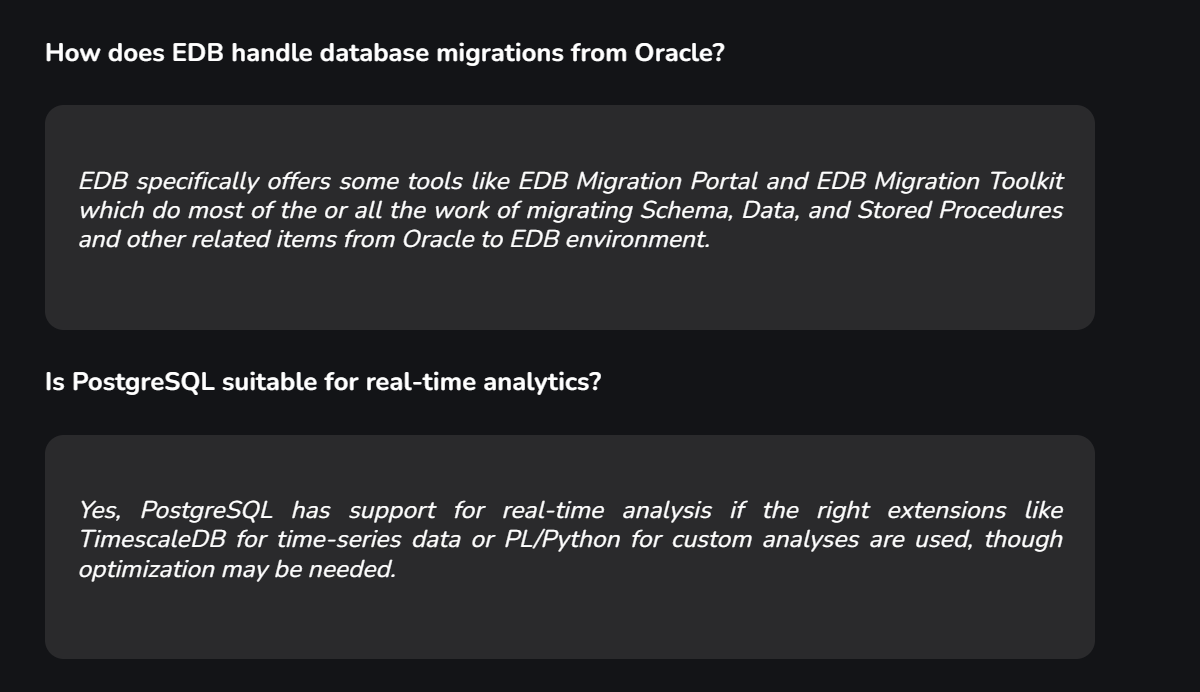 How does EDB handle database migrations from Oracle?
EDB specifically offers some tools like EDB Migration Portal and EDB Migration Toolkit
which do most of the or all the work of migrating Schema, Data, and Stored Procedures
and other related items from Oracle to EDB environment.
Is PostgreSQL suitable for real-time analytics?
Yes, PostgreSQL has support for real-time analysis if the right extensions like
TimescaleDB for time-series data or PL/Python for custom analyses are used, though
optimization may be needed.